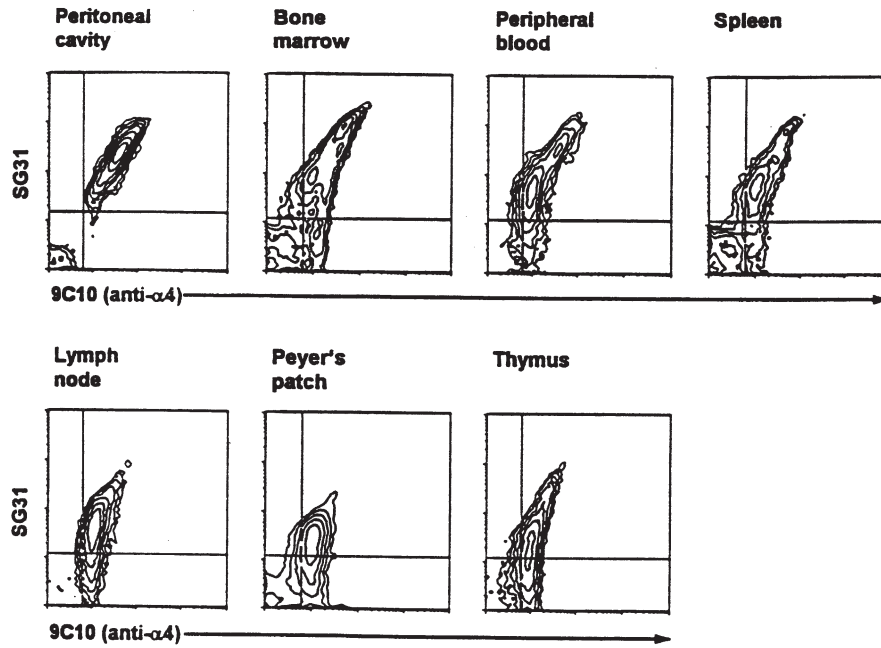 Peritoneal
cavity
Bone
marrow
Peripheral
blood
Spleen
SG31
9C10 (anti-α4)
Lymph
node
Peyer's
patch
Thymus
SG31
9C10 (anti-α4)